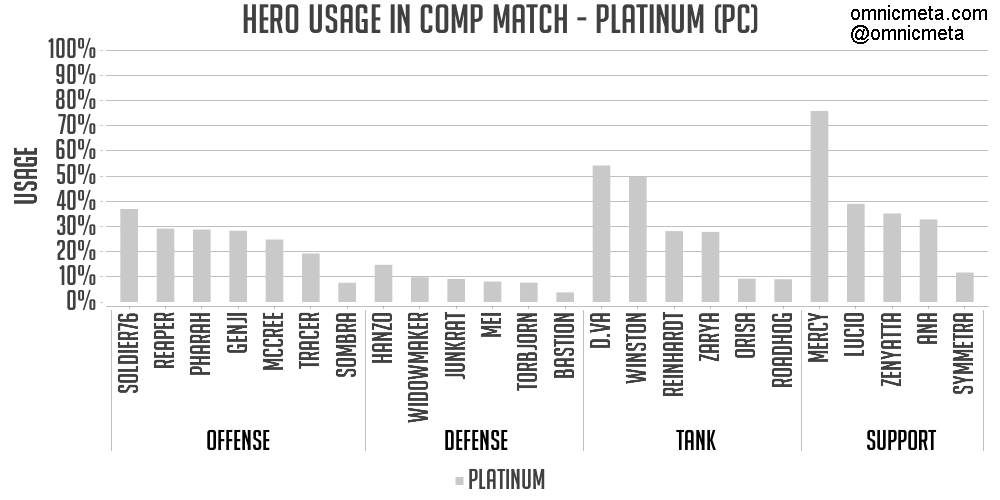 HERO USAGE IN COMP MATCH - PLATINUM (PC)
omnicmeta.com
@omnicmeta
USAGE
100%
90%
80%
70%
60%
50%
40%
30%
20%
10%
0%
SOLDIER76
REAPER
PHARAH
GENJI
MCCREE
TRACER
SOMBRA
HANZO
WIDOWMAKER
JUNKRAT
MEI
TORBJORN
BASTION
D.VA
WINSTON
REINHARDT
ZARYA
ORISA
ROADHOG
MERCY
LUCIO
ZENYATTA
ANA
SYMMETRA
OFFENSE
DEFENSE
TANK
SUPPORT
PLATINUM